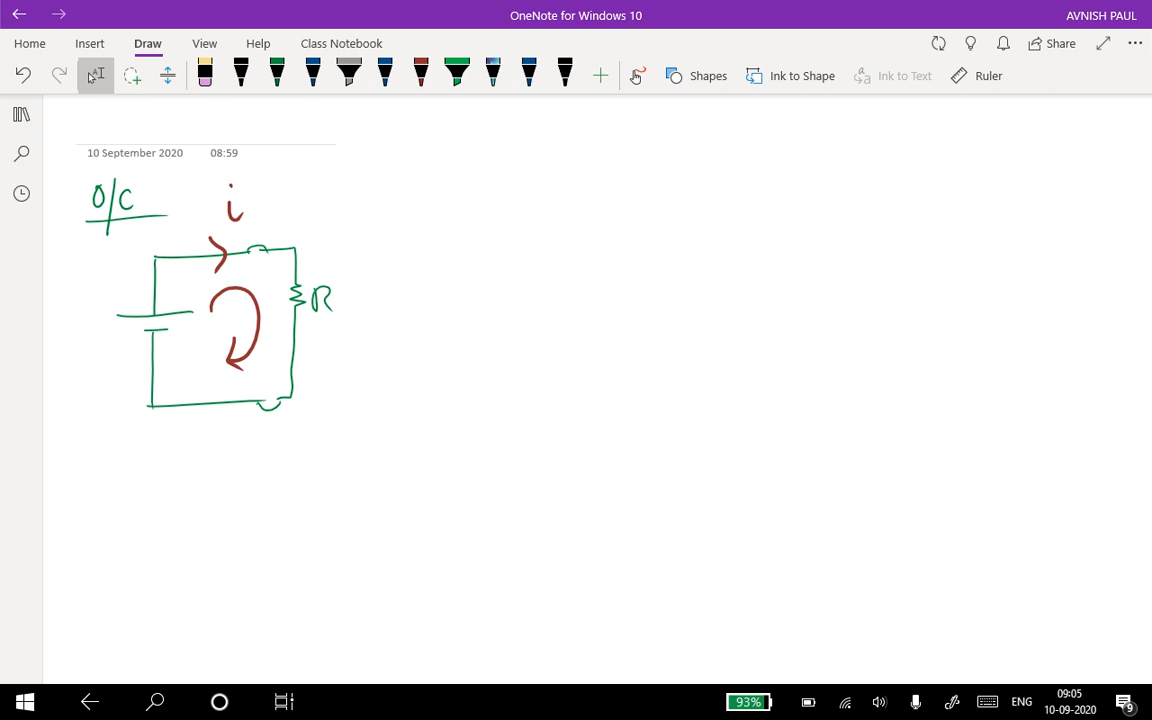 OneNote for Windows 10
AVNISH PAUL
Home Insert Draw View Help Class Notebook
Share
Shapes Ink to Shape Ink to Text Ruler
10 September 2020 08:59
O/C
i
R
93%
ENG
09:05
10-09-2020
9